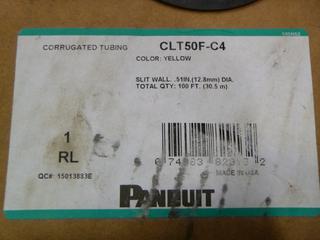 CORRUGATED TUBING CLT50F-C4
COLOR: YELLOW
SLIT WALL. .51IN.(12.8mm) DIA.
TOTAL QTY: 100 FT. (30.5 m)
1
RL
QC#: 15013883E
MADE IN USA
PANDUIT